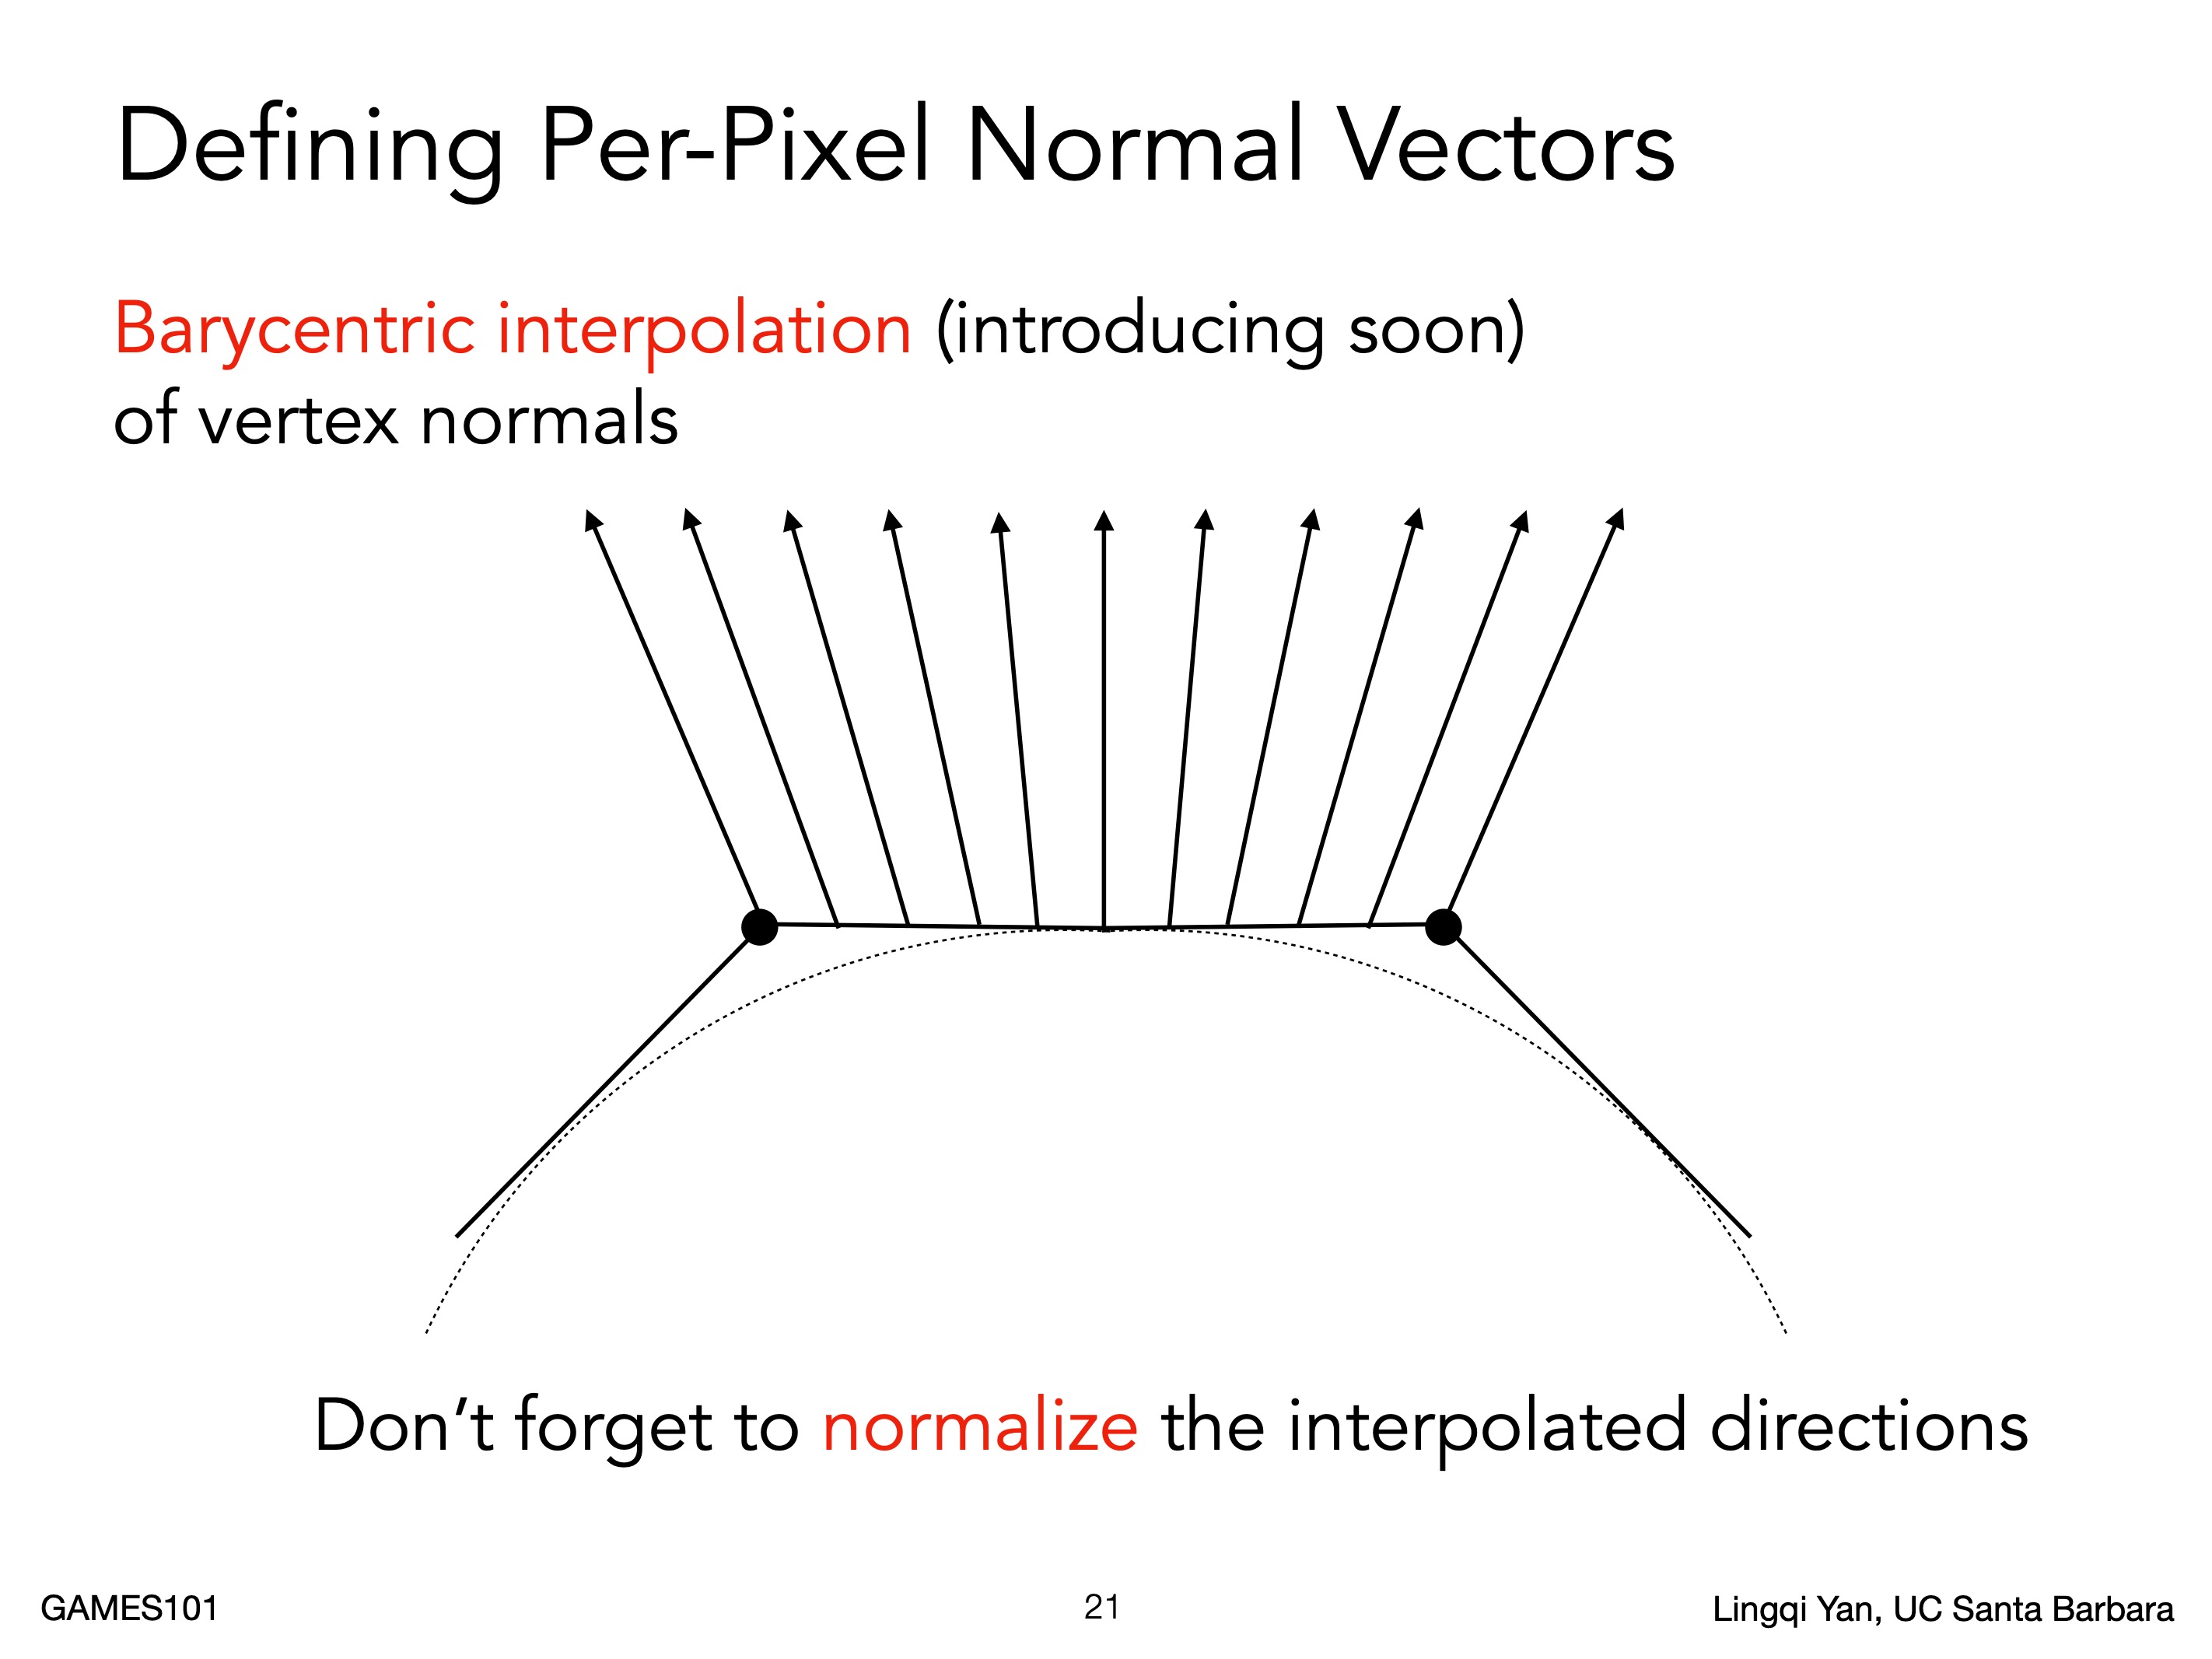 Defining Per-Pixel Normal Vectors
Barycentric interpolation (introducing soon)
of vertex normals
Don't forget to normalize the interpolated directions
GAMES101
21
Lingqi Yan, UC Santa Barbara